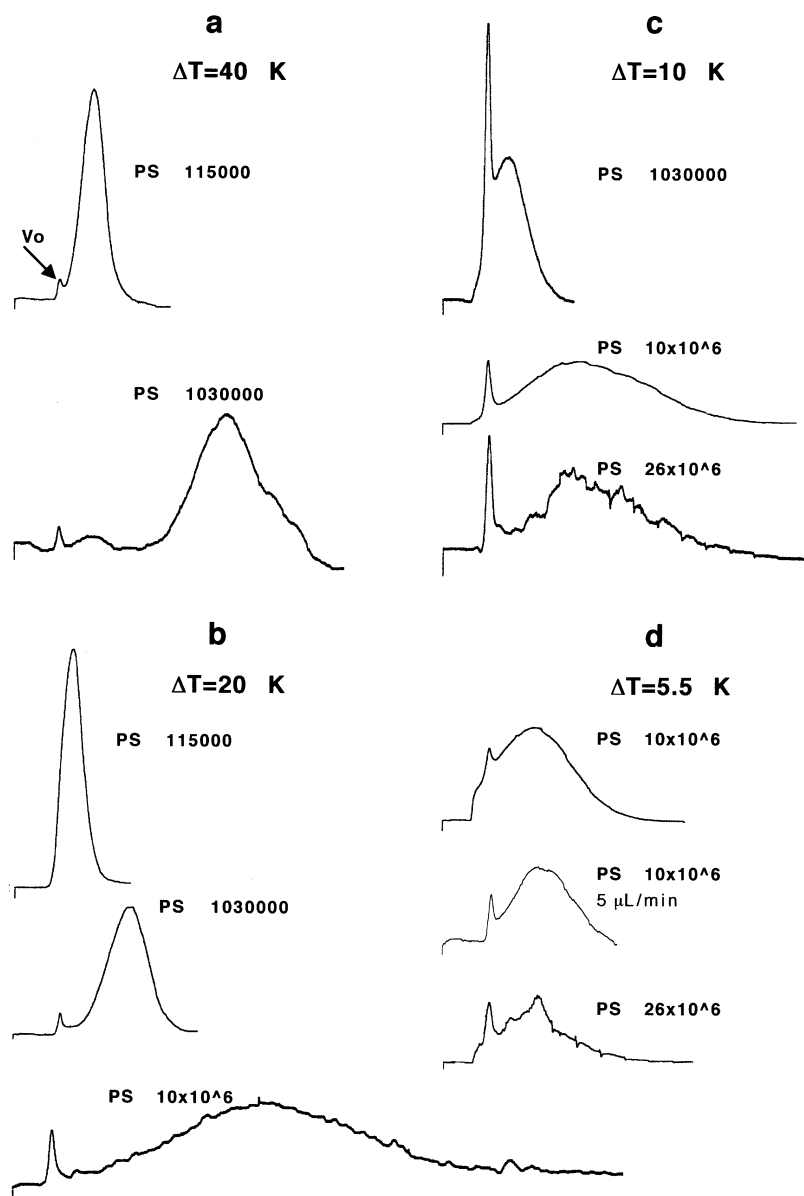 a
ΔT=40 K
PS 115000
Vo
PS 1030000
b
ΔT=20 K
PS 115000
PS 1030000
PS 10x10^6
c
ΔT=10 K
PS 1030000
PS 10x10^6
PS 26x10^6
d
ΔT=5.5 K
PS 10x10^6
PS 10x10^6
5 μL/min
PS 26x10^6